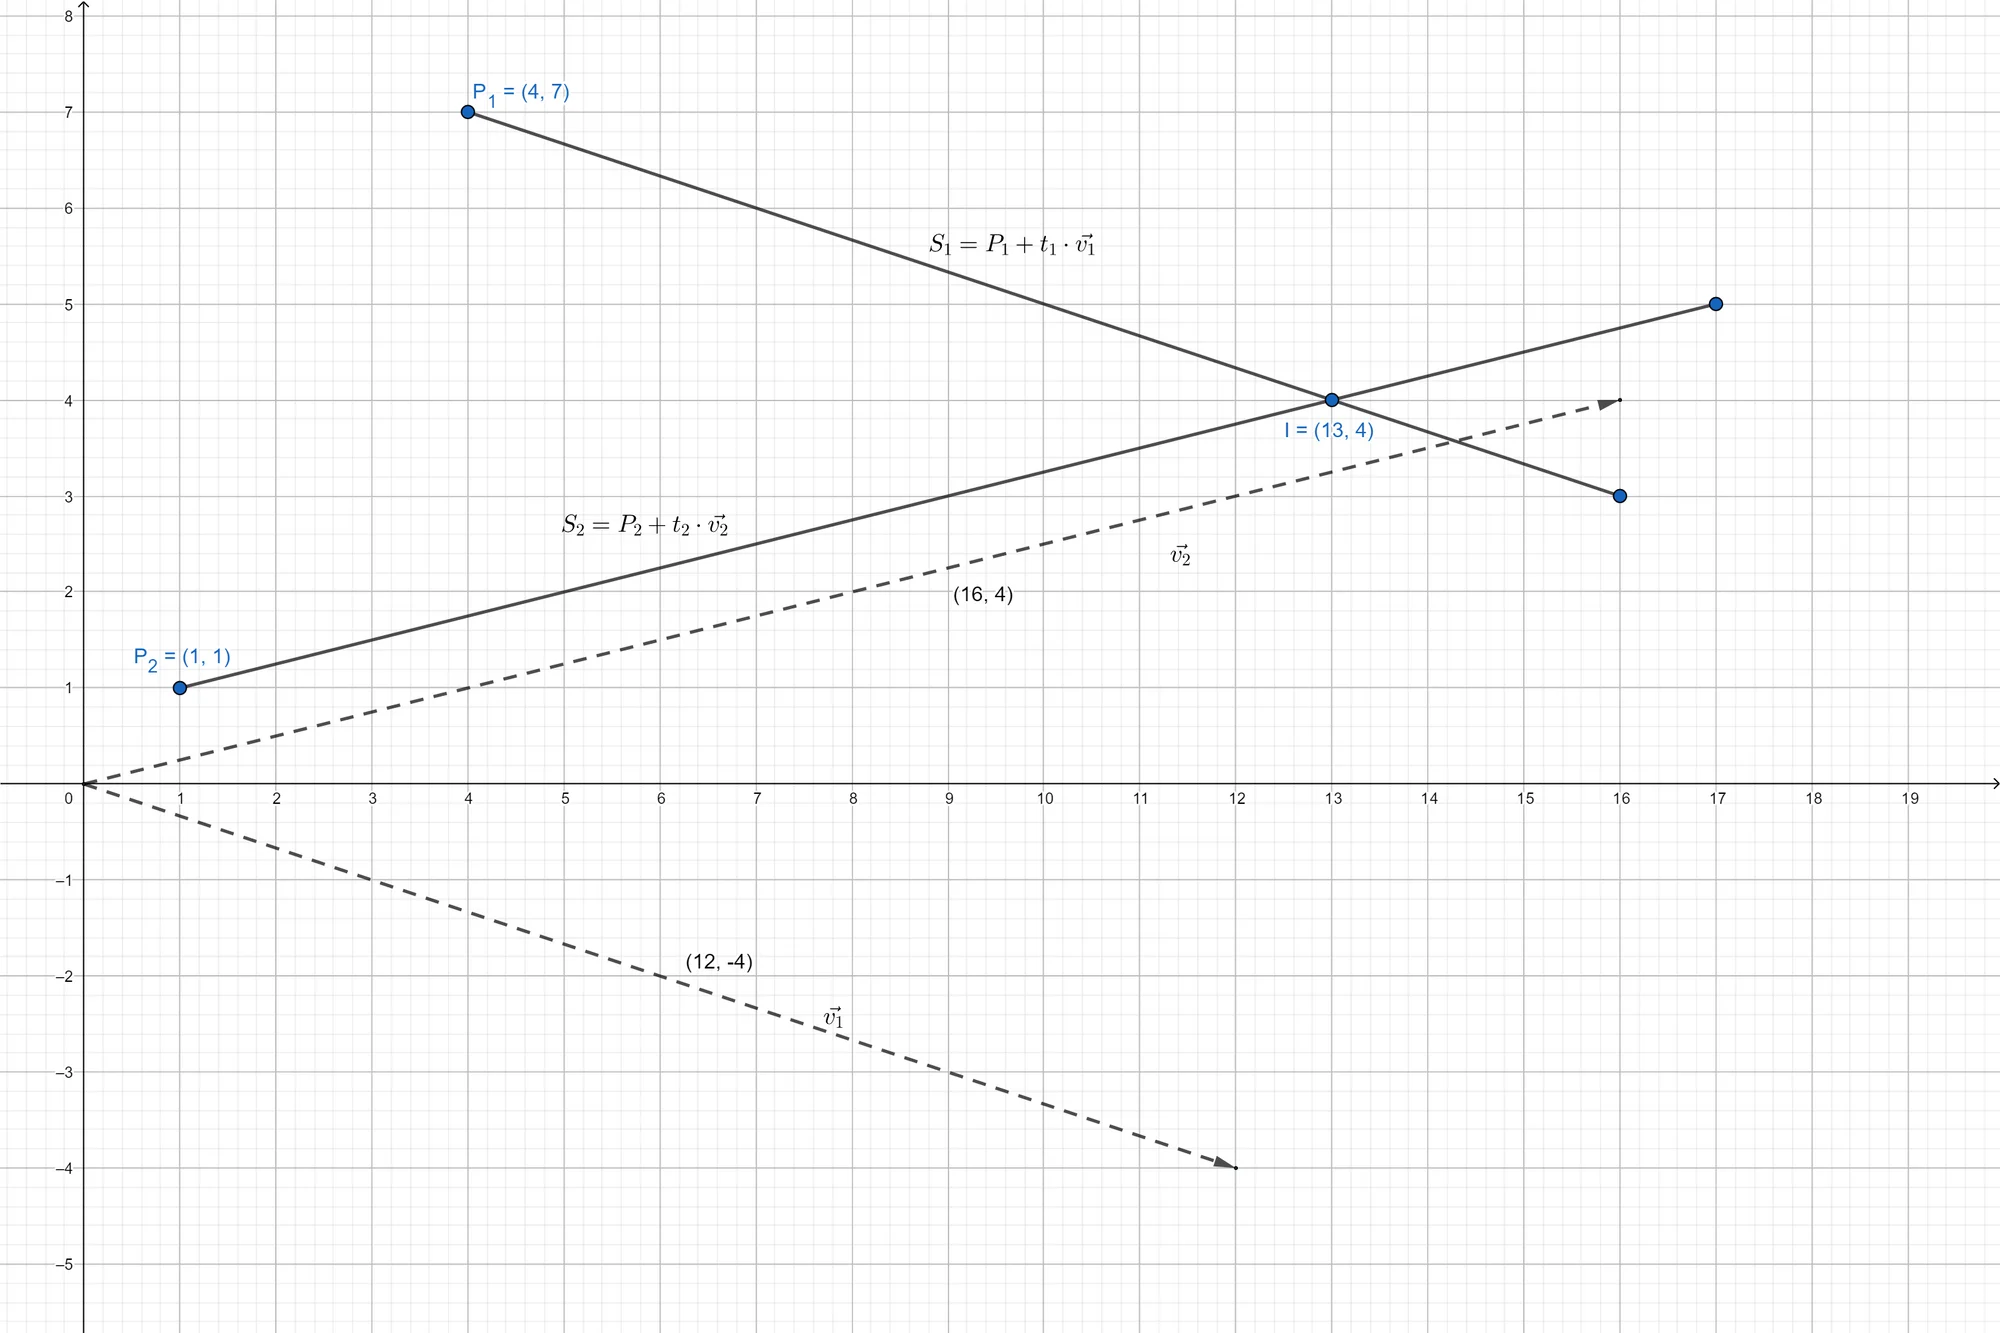 8
P₁ = (4, 7)
7
6
S₁ = P₁ + t₁ · v⃗₁
5
4
I = (13, 4)
3
S₂ = P₂ + t₂ · v⃗₂
v⃗₂
2
(16, 4)
P₂ = (1, 1)
1
0 1 2 3 4 5 6 7 8 9 10 11 12 13 14 15 16 17 18 19
–1
(12, -4)
–2
v⃗₁
–3
–4
–5